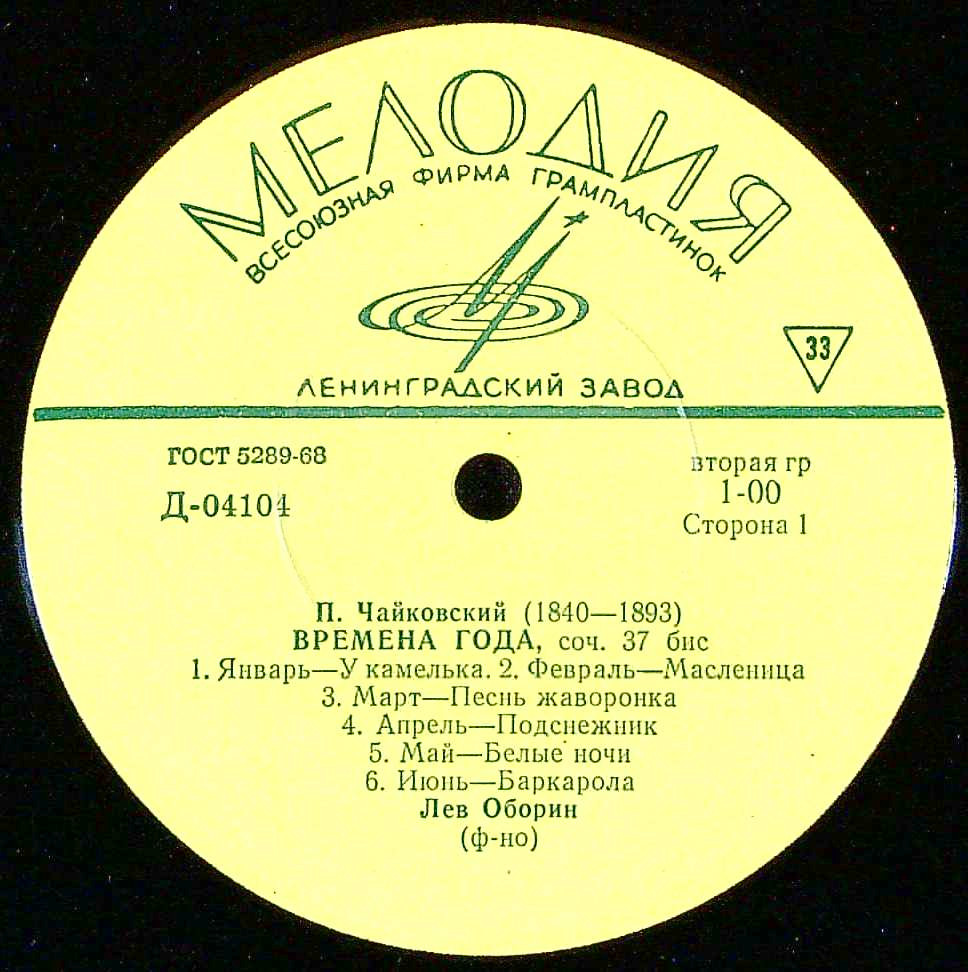 МЕЛОДИЯ
ВСЕСОЮЗНАЯ ФИРМА ГРАМПЛАСТИНОК
33
ЛЕНИНГРАДСКИЙ ЗАВОД
ГОСТ 5289-68
вторая гр
Д-04104
1-00
Сторона 1
П. Чайковский (1840—1893)
ВРЕМЕНА ГОДА, соч. 37 бис
1. Январь—У камелька. 2. Февраль—Масленица
3. Март—Песнь жаворонка
4. Апрель—Подснежник
5. Май—Белые ночи
6. Июнь—Баркарола
Лев Оборин
(ф-но)